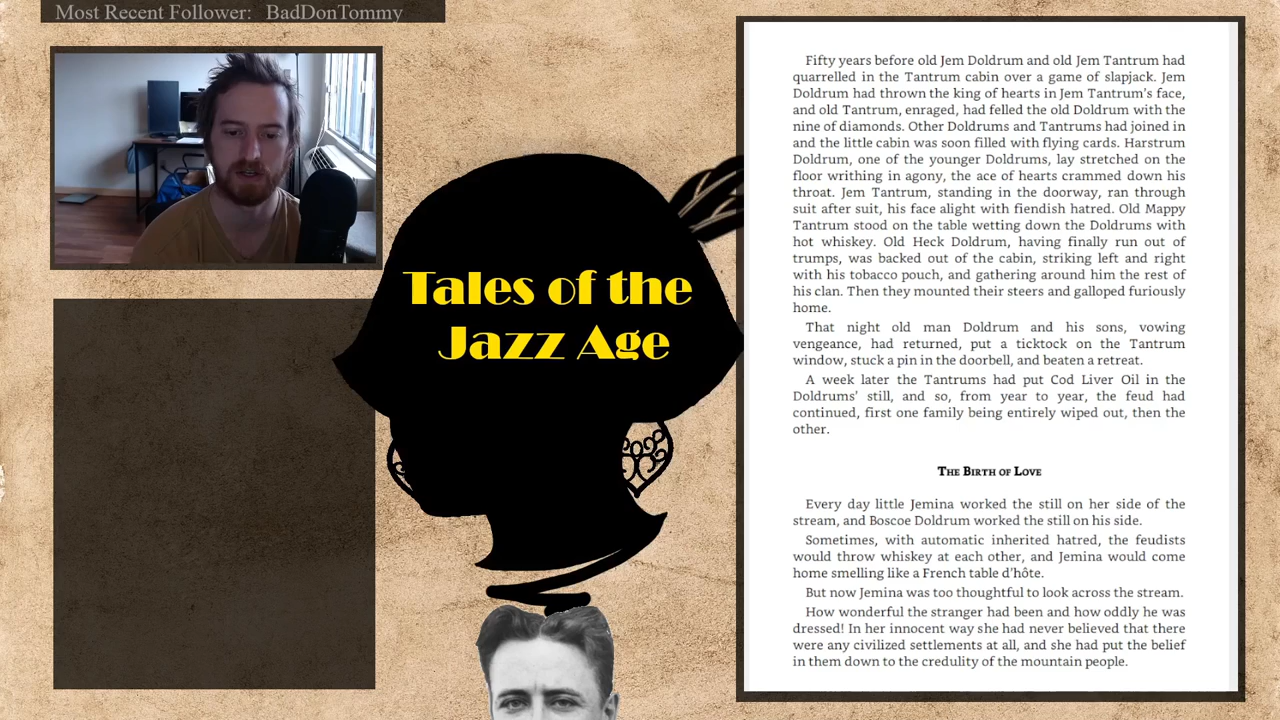 Most Recent Follower: BadDonTommy
Tales of the
Jazz Age
Fifty years before old Jem Doldrum and old Jem Tantrum had
quarrelled in the Tantrum cabin over a game of slapjack. Jem
Doldrum had thrown the king of hearts in Jem Tantrum's face,
and old Tantrum, enraged, had felled the old Doldrum with the
nine of diamonds. Other Doldrums and Tantrums had joined in
and the little cabin was soon filled with flying cards. Harstrum
Doldrum, one of the younger Doldrums, lay stretched on the
floor writhing in agony, the ace of hearts crammed down his
throat. Jem Tantrum, standing in the doorway, ran through
suit after suit, his face alight with fiendish hatred. Old Mappy
Tantrum stood on the table wetting down the Doldrums with
hot whiskey. Old Heck Doldrum, having finally run out of
trumps, was backed out of the cabin, striking left and right
with his tobacco pouch, and gathering around him the rest of
his clan. Then they mounted their steers and galloped furiously
home.
That night old man Doldrum and his sons, vowing
vengeance, had returned, put a ticktock on the Tantrum
window, stuck a pin in the doorbell, and beaten a retreat.
A week later the Tantrums had put Cod Liver Oil in the
Doldrums' still, and so, from year to year, the feud had
continued, first one family being entirely wiped out, then the
other.
The Birth of Love
Every day little Jemina worked the still on her side of the
stream, and Boscoe Doldrum worked the still on his side.
Sometimes, with automatic inherited hatred, the feudists
would throw whiskey at each other, and Jemina would come
home smelling like a French table d'hôte.
But now Jemina was too thoughtful to look across the stream.
How wonderful the stranger had been and how oddly he was
dressed! In her innocent way she had never believed that there
were any civilized settlements at all, and she had put the belief
in them down to the credulity of the mountain people.